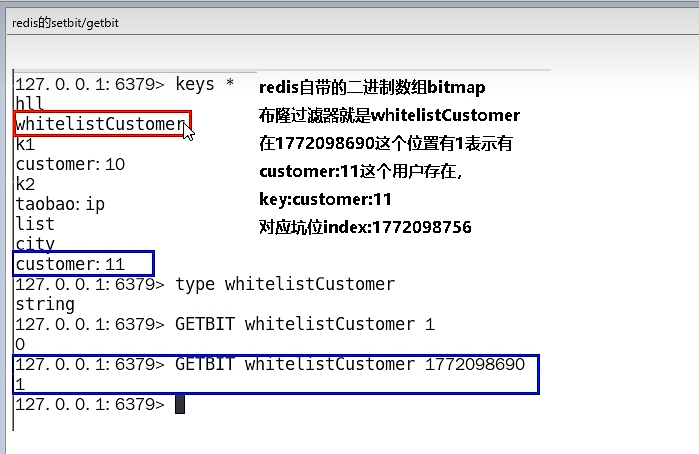 redis的setbit/getbit
127.0.0.1:6379> keys *
hll
whitelistCustomer
k1
customer:10
k2
taobao:ip
list
city
customer:11
127.0.0.1:6379> type whitelistCustomer
string
127.0.0.1:6379> GETBIT whitelistCustomer 1
0
127.0.0.1:6379> GETBIT whitelistCustomer 1772098690
1
127.0.0.1:6379>
redis自带的二进制数组bitmap
布隆过滤器就是whitelistCustomer
在1772098690这个位置有1表示有
customer:11这个用户存在，
key:customer:11
对应坑位index:1772098756